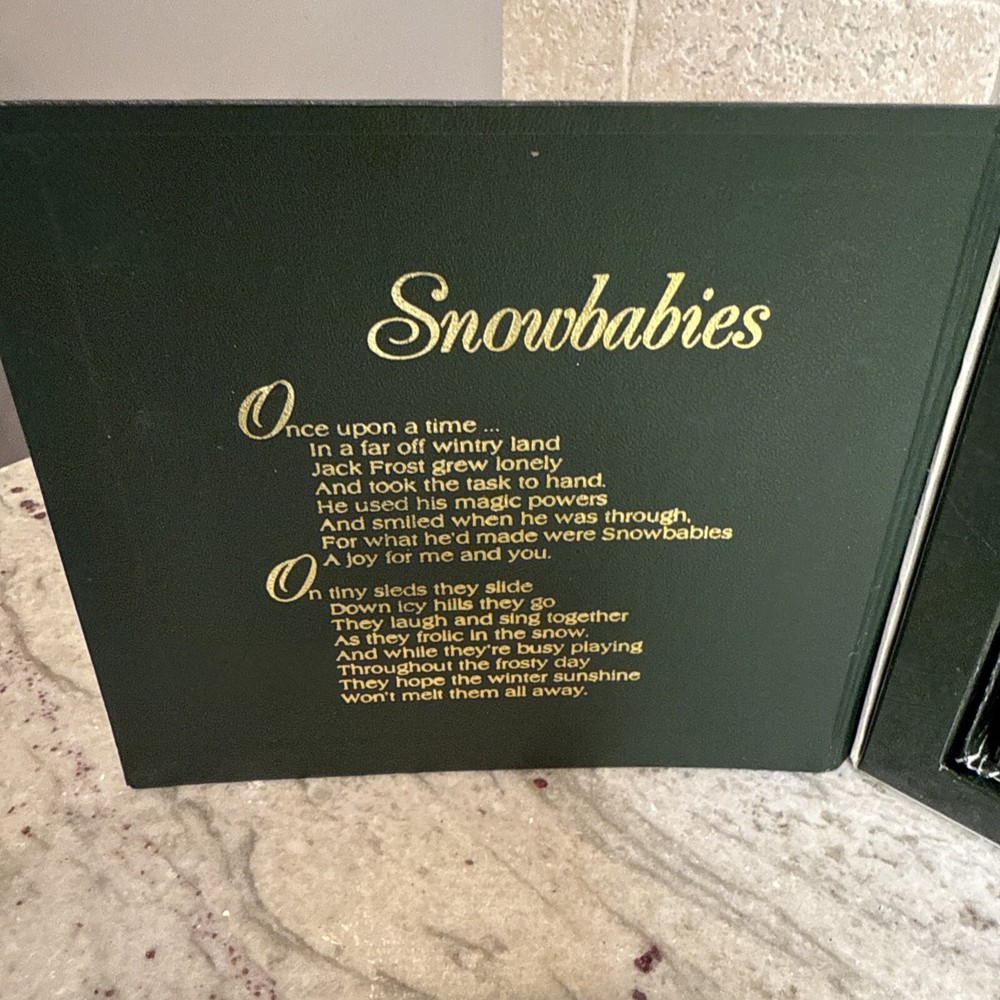 Snowbabies
Once upon a time ...
In a far off wintry land
Jack Frost grew lonely
And took the task to hand.
He used his magic powers
And smiled when he was through,
For what he'd made were Snowbabies
A joy for me and you.
On tiny sleds they slide
Down icy hills they go
They laugh and sing together
As they frolic in the snow.
And while they're busy playing
Throughout the frosty day
They hope the winter sunshine
Won't melt them all away.